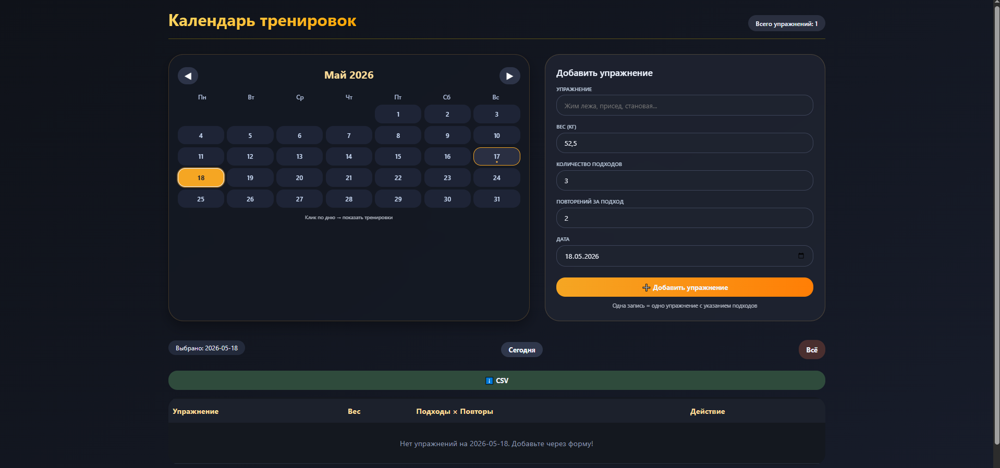 Календарь тренировок
Всего упражнений: 1
◀ Май 2026 ▶
Пн Вт Ср Чт Пт Сб Вс
1 2 3
4 5 6 7 8 9 10
11 12 13 14 15 16 17
18 19 20 21 22 23 24
25 26 27 28 29 30 31
Клик по дню → показать тренировки
Добавить упражнение
УПРАЖНЕНИЕ
Жим лежа, присед, становая...
ВЕС (КГ)
52,5
КОЛИЧЕСТВО ПОДХОДОВ
3
ПОВТОРЕНИЙ ЗА ПОДХОД
2
ДАТА
18.05.2026
➕ Добавить упражнение
Одна запись = одно упражнение с указанием подходов
Выбрано: 2026-05-18
Сегодня
Всё
⬇ CSV
Упражнение Вес Подходы × Повторы Действие
Нет упражнений на 2026-05-18. Добавьте через форму!